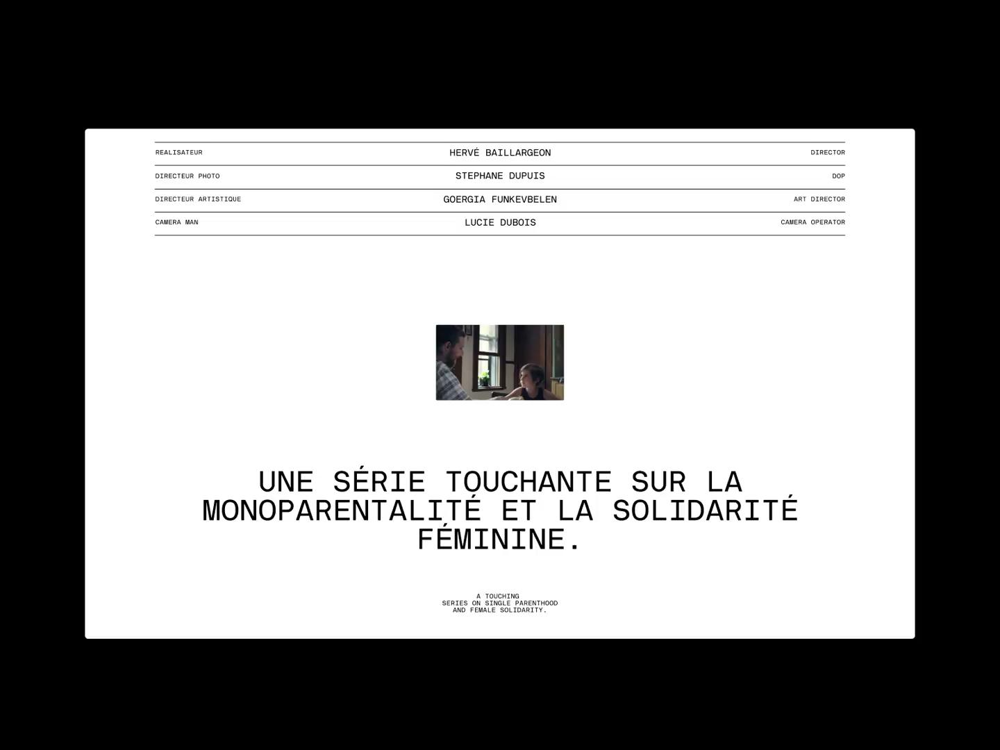 REALISATEUR HERVÉ BAILLARGEON DIRECTOR
DIRECTEUR PHOTO STEPHANE DUPUIS DOP
DIRECTEUR ARTISTIQUE GOERGIA FUNKEVBELEN ART DIRECTOR
CAMERA MAN LUCIE DUBOIS CAMERA OPERATOR
UNE SÉRIE TOUCHANTE SUR LA
MONOPARENTALITÉ ET LA SOLIDARITÉ
FÉMININE.
A TOUCHING
SERIES ON SINGLE PARENTHOOD
AND FEMALE SOLIDARITY.